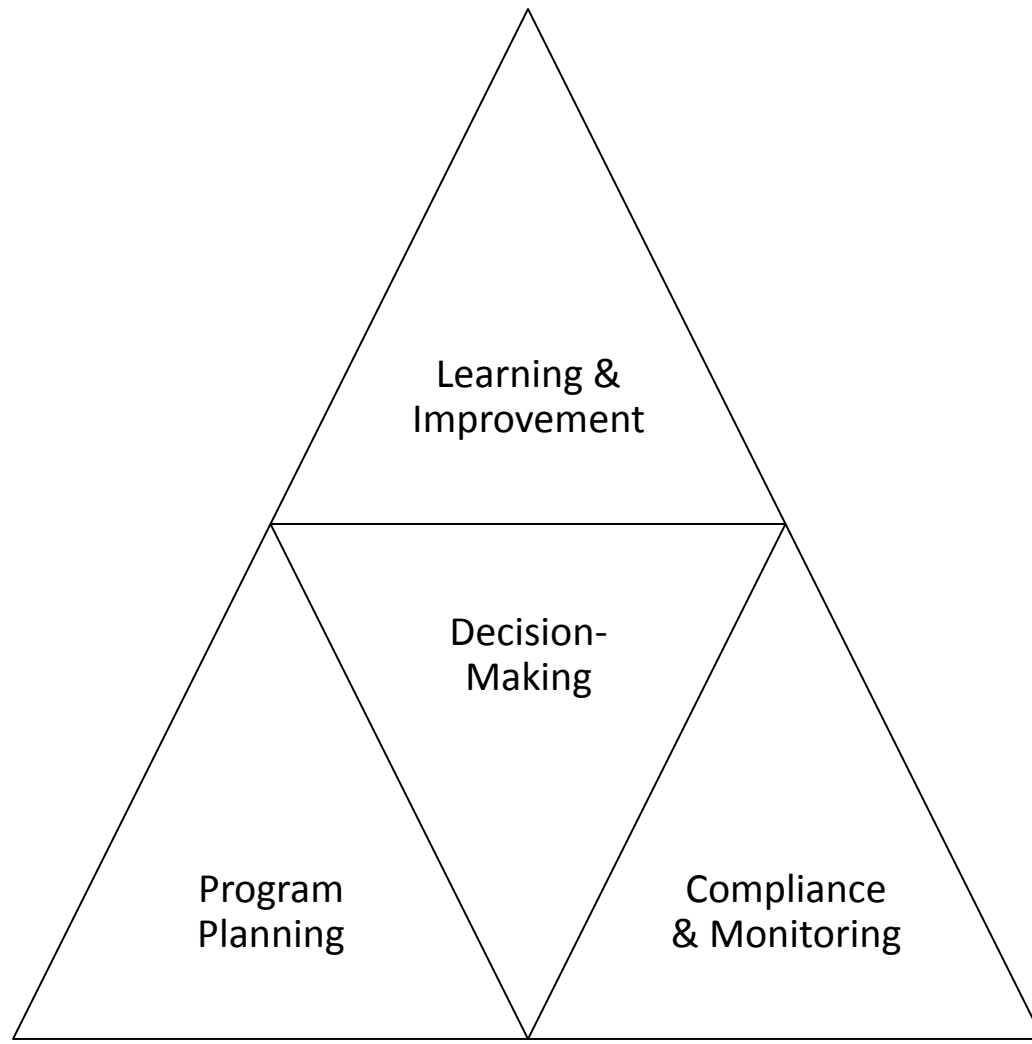 Learning &
Improvement
Decision-
Making
Program
Planning
Compliance
& Monitoring